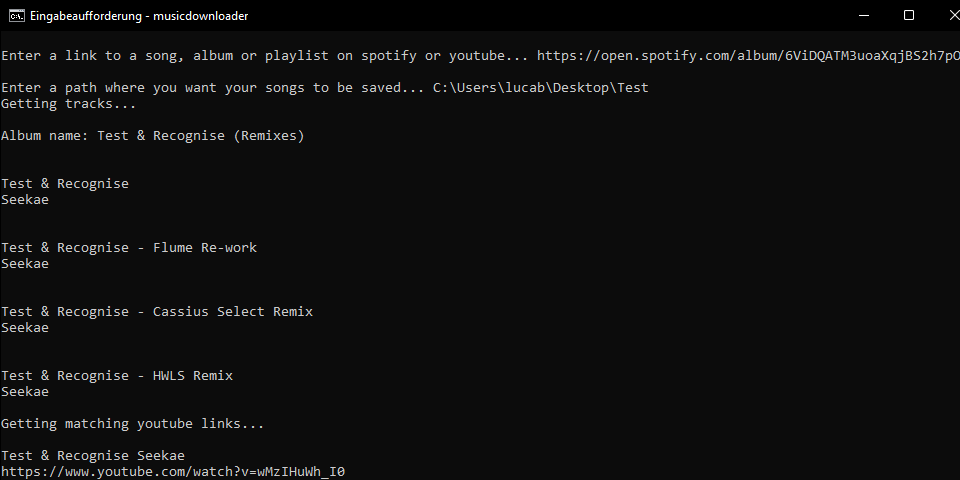 Eingabeaufforderung - musicdownloader
Enter a link to a song, album or playlist on spotify or youtube... https://open.spotify.com/album/6ViDQATM3uoaXqjBS2h7pO
Enter a path where you want your songs to be saved... C:\Users\lucab\Desktop\Test
Getting tracks...
Album name: Test & Recognise (Remixes)
Test & Recognise
Seekae
Test & Recognise - Flume Re-work
Seekae
Test & Recognise - Cassius Select Remix
Seekae
Test & Recognise - HWLS Remix
Seekae
Getting matching youtube links...
Test & Recognise Seekae
https://www.youtube.com/watch?v=wMzIHuWh_I0